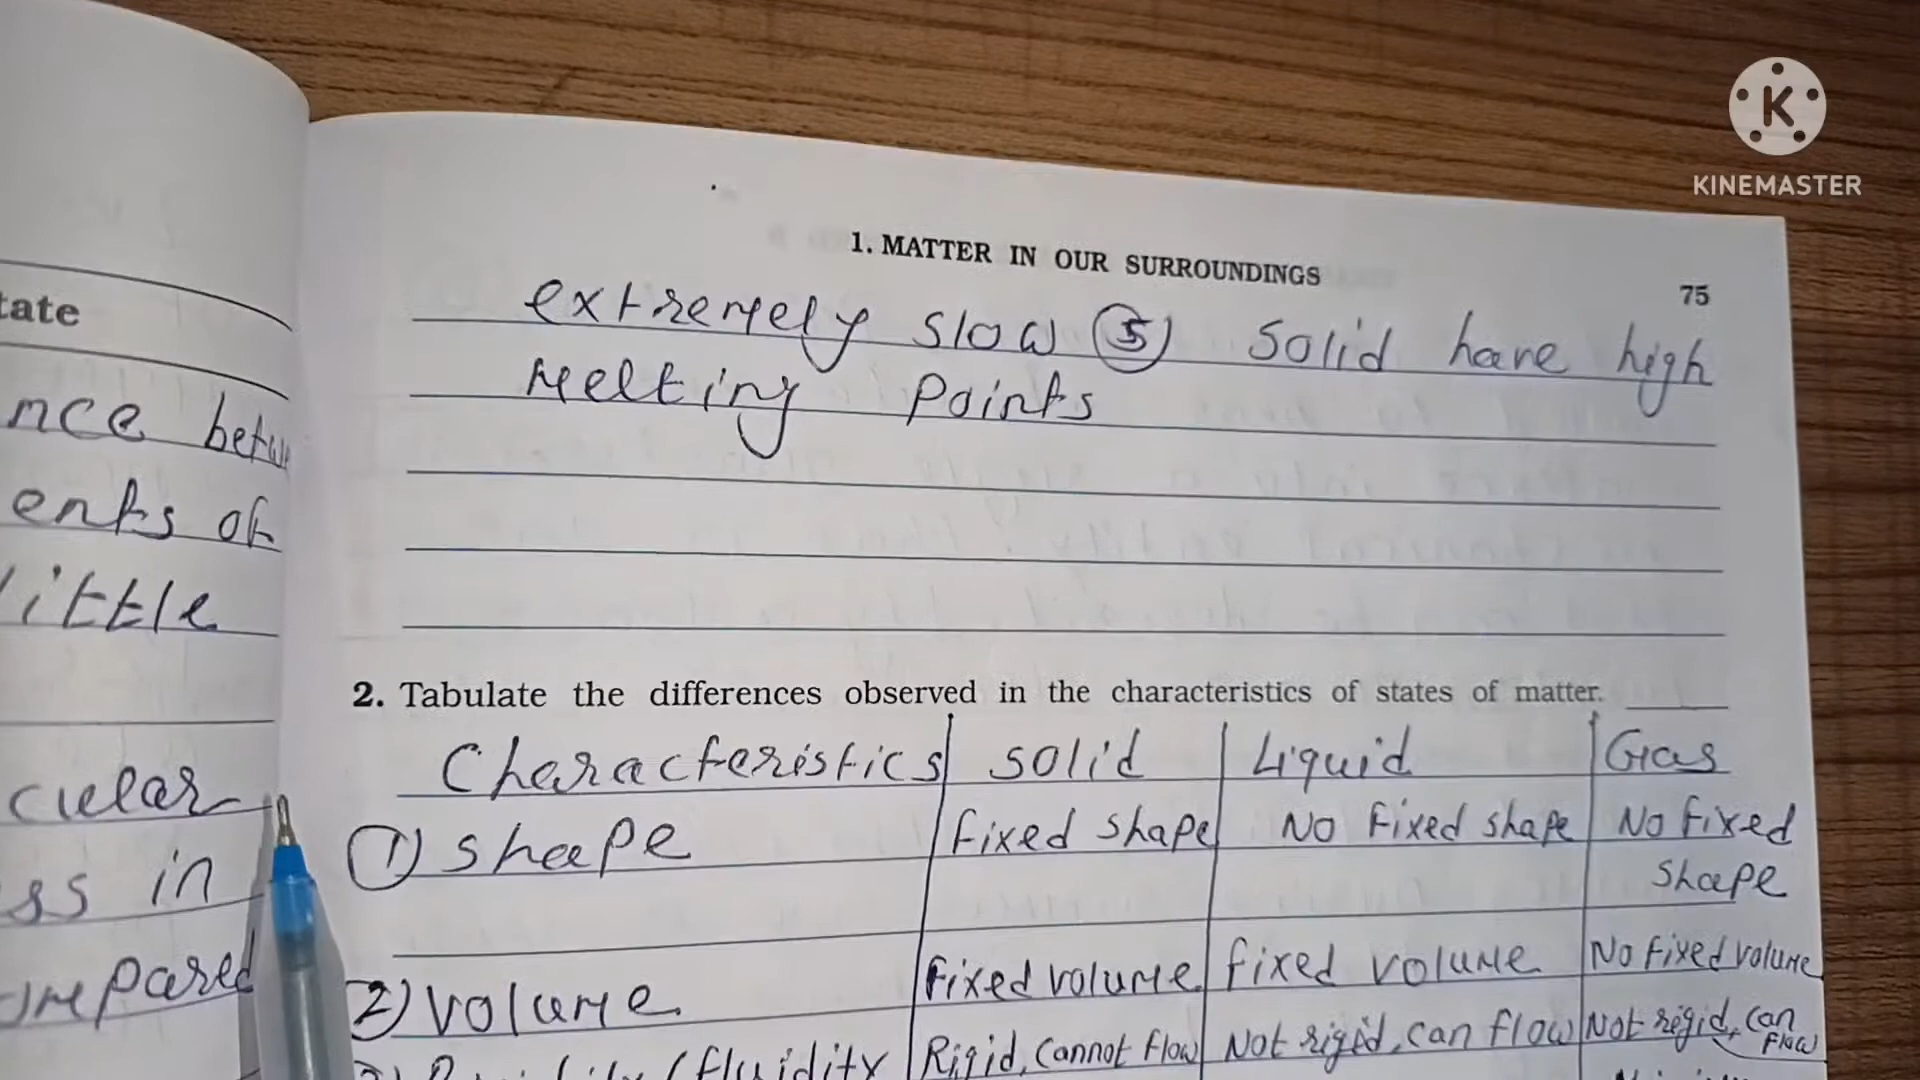 KINEMASTER
tate
nce betw
ents of
little
cular
ss in
ompared
1. MATTER IN OUR SURROUNDINGS
75
extremely slow (5) Solid have high
melting points
2. Tabulate the differences observed in the characteristics of states of matter.
Characteristics solid Liquid Gas
1) shape Fixed shape No Fixed shape No fixed shape
2) volume Fixed volume Fixed volume No Fixed volume
(fluidity Rigid, cannot flow Not rigid, can flow Not rigid, can flow